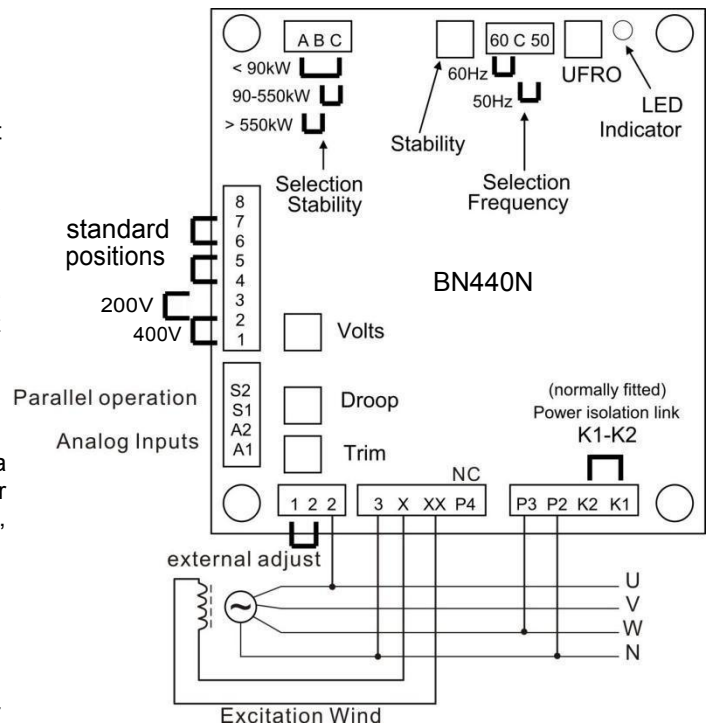 A B C
< 90kW
90-550kW
> 550kW
Selection
Stability
Stability
60 C 50
60Hz
50Hz
Selection
Frequency
UFRO
LED
Indicator
t
8
7
6
5
4
3
2
1
standard
positions
200V
400V
BN440N
Volts
Parallel operation
Analog Inputs
S2
S1
A2
A1
Droop
Trim
(normally fitted)
Power isolation link
K1-K2
a
r
,
NC
1 2 2
3 X XX P4
P3 P2 K2 K1
external adjust
U
V
W
N
~
Excitation Wind